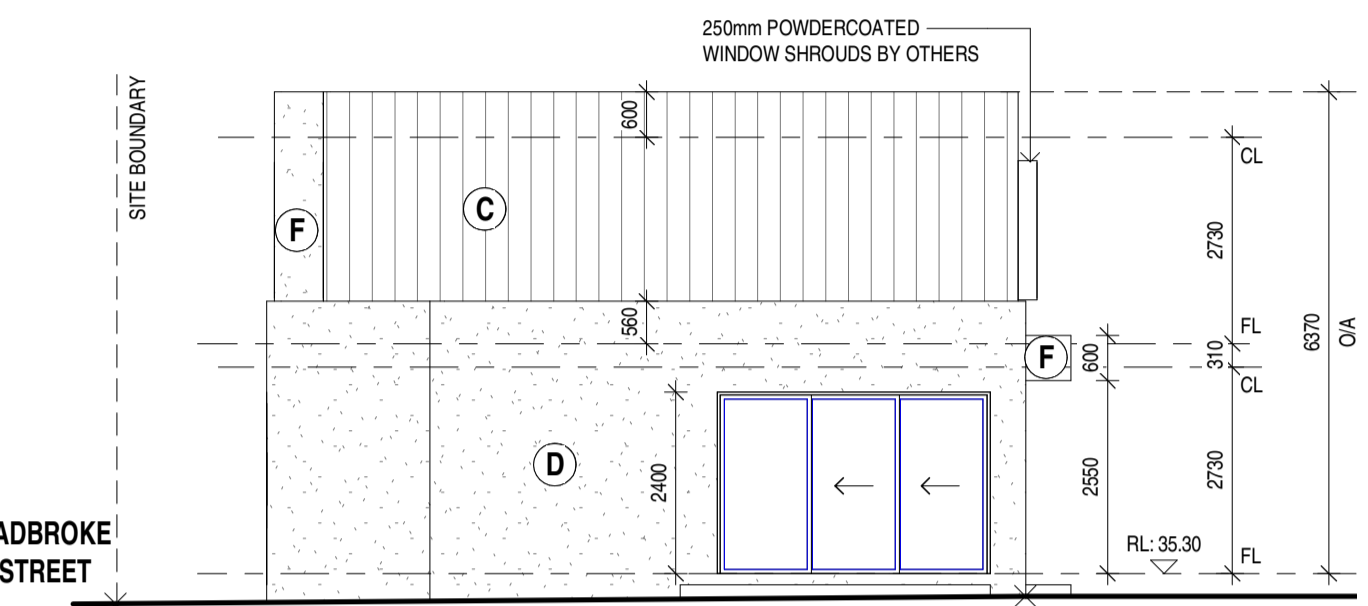 250mm POWDERCOATED
WINDOW SHROUDS BY OTHERS
SITE BOUNDARY
600
CL
C
F
2730
560
FL
6370
O/A
310
600
F
CL
D
2400
2550
2730
RL: 35.30
FL
ADBROKE
STREET